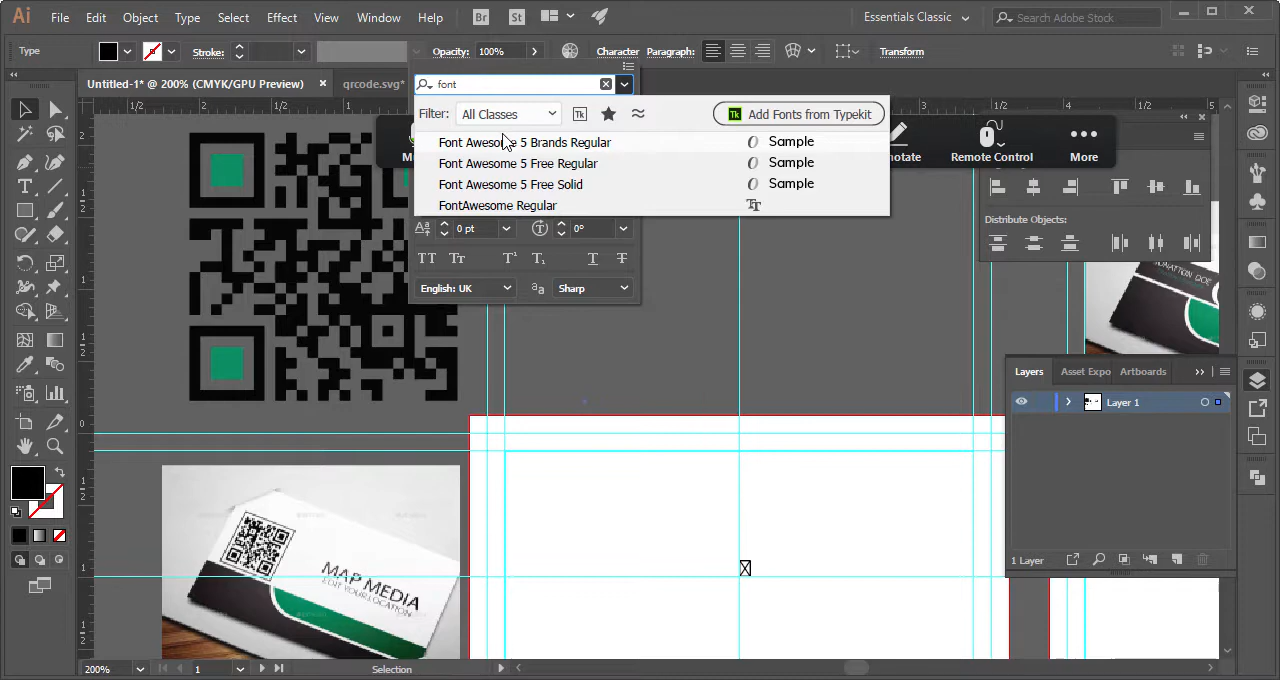 Ai File Edit Object Type Select Effect View Window Help Br St Essentials Classic Search Adobe Stock
Type Stroke: Opacity: 100% Character Paragraph: Transform
Untitled-1* @ 200% (CMYK/GPU Preview) × qrcode.svg*
font
Filter: All Classes Tk Add Fonts from Typekit
Font Awesome 5 Brands Regular Sample
Font Awesome 5 Free Regular Sample
Font Awesome 5 Free Solid Sample
FontAwesome Regular
notate Remote Control More
Distribute Objects:
0 pt 0°
English: UK Sharp
Layers Asset Expo Artboards
Layer 1
MAP MEDIA
EDIT YOUR LOCATION
1 Layer
200% 1 Selection